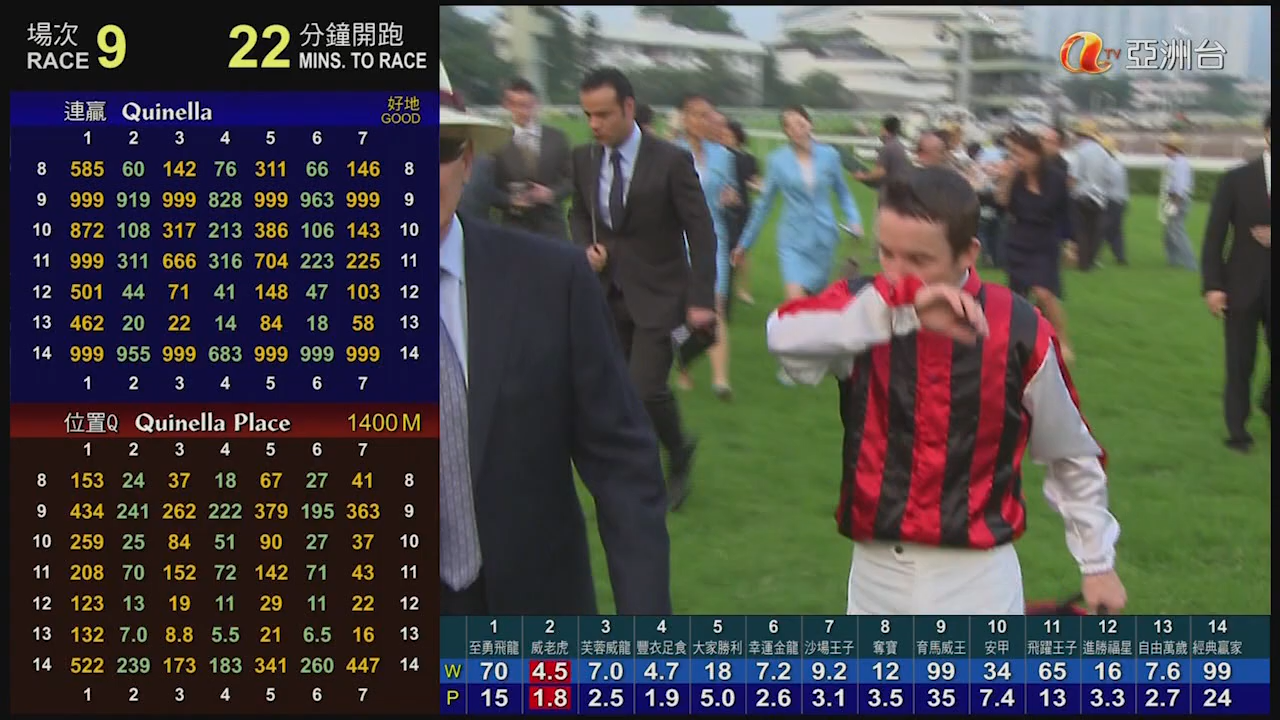 場次
RACE 9
22 分鐘開跑
MINS. TO RACE
連贏 Quinella 好地 GOOD
1 2 3 4 5 6 7
8 585 60 142 76 311 66 146 8
9 999 919 999 828 999 963 999 9
10 872 108 317 213 386 106 143 10
11 999 311 666 316 704 223 225 11
12 501 44 71 41 148 47 103 12
13 462 20 22 14 84 18 58 13
14 999 955 999 683 999 999 999 14
1 2 3 4 5 6 7
位置Q Quinella Place 1400 M
1 2 3 4 5 6 7
8 153 24 37 18 67 27 41 8
9 434 241 262 222 379 195 363 9
10 259 25 84 51 90 27 37 10
11 208 70 152 72 142 71 43 11
12 123 13 19 11 29 11 22 12
13 132 7.0 8.8 5.5 21 6.5 16 13
14 522 239 173 183 341 260 447 14
1 2 3 4 5 6 7
aTV 亞洲台
1 2 3 4 5 6 7 8 9 10 11 12 13 14
至勇飛龍 威老虎 芙蓉威龍 豐衣足食 大家勝利 幸運金龍 沙場王子 奪寶 育馬威王 安甲 飛躍王子 進勝福星 自由萬歲 經典贏家
W 70 4.5 7.0 4.7 18 7.2 9.2 12 99 34 65 16 7.6 99
P 15 1.8 2.5 1.9 5.0 2.6 3.1 3.5 35 7.4 13 3.3 2.7 24